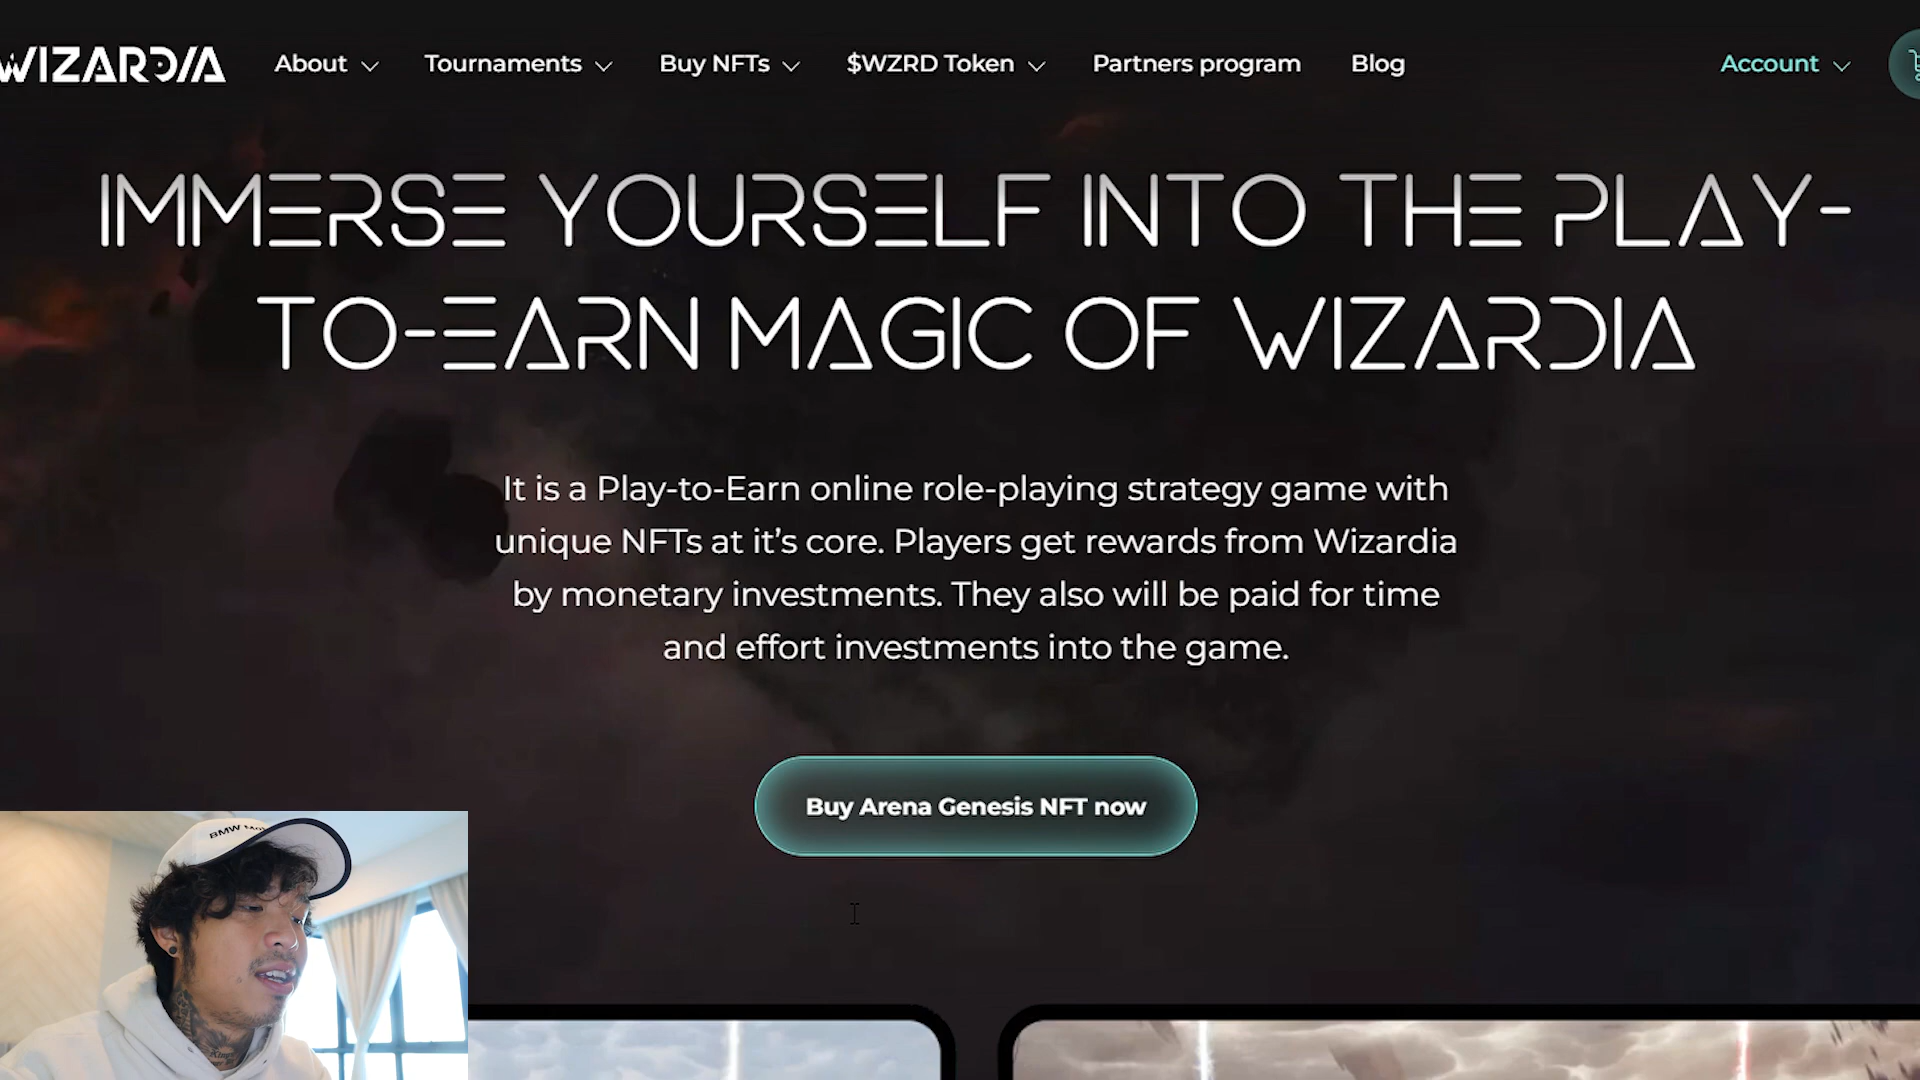 WIZARDIA About Tournaments Buy NFTs $WZRD Token Partners program Blog Account
IMMERSE YOURSELF INTO THE PLAY-
TO-EARN MAGIC OF WIZARDIA
It is a Play-to-Earn online role-playing strategy game with
unique NFTs at it’s core. Players get rewards from Wizardia
by monetary investments. They also will be paid for time
and effort investments into the game.
Buy Arena Genesis NFT now
BMW